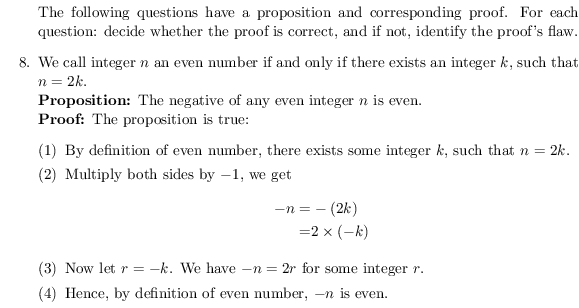 The following questions have a proposition and corresponding proof. For each
question: decide whether the proof is correct, and if not, identify the proof's flaw.
8. We call integer n an even number if and only if there exists an integer k, such that
n = 2k.
Proposition: The negative of any even integer n is even.
Proof: The proposition is true:
(1) By definition of even number, there exists some integer k, such that n = 2k.
(2) Multiply both sides by −1, we get
−n = − (2k)
=2 × (−k)
(3) Now let r = −k. We have −n = 2r for some integer r.
(4) Hence, by definition of even number, −n is even.